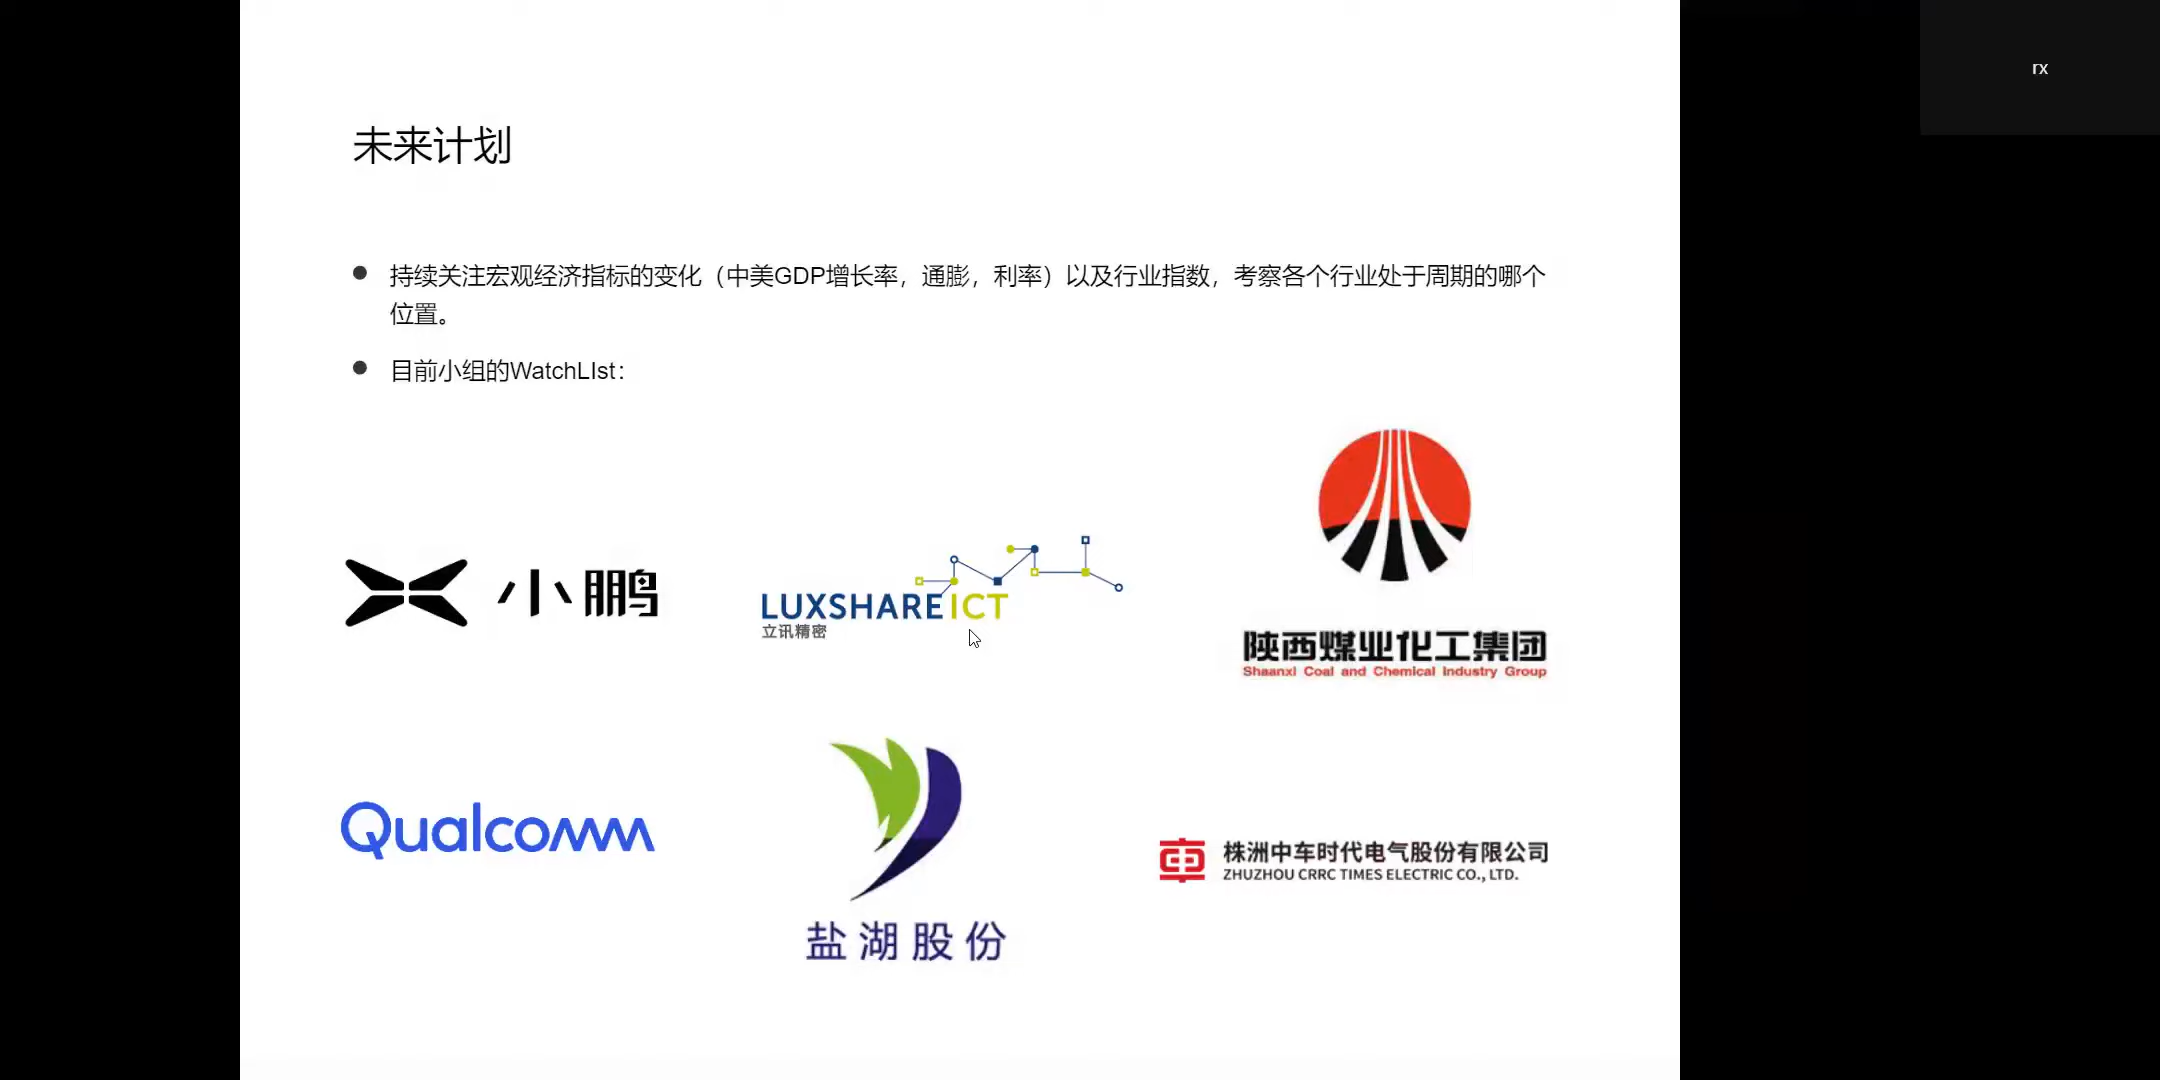 rx
未来计划
持续关注宏观经济指标的变化（中美GDP增长率，通膨，利率）以及行业指数，考察各个行业处于周期的哪个
位置。
目前小组的WatchLIst：
小鹏
LUXSHARE ICT
立讯精密
陕西煤业化工集团
Shaanxi Coal and Chemical Industry Group
Qualcomm
盐湖股份
株洲中车时代电气股份有限公司
ZHUZHOU CRRC TIMES ELECTRIC CO., LTD.